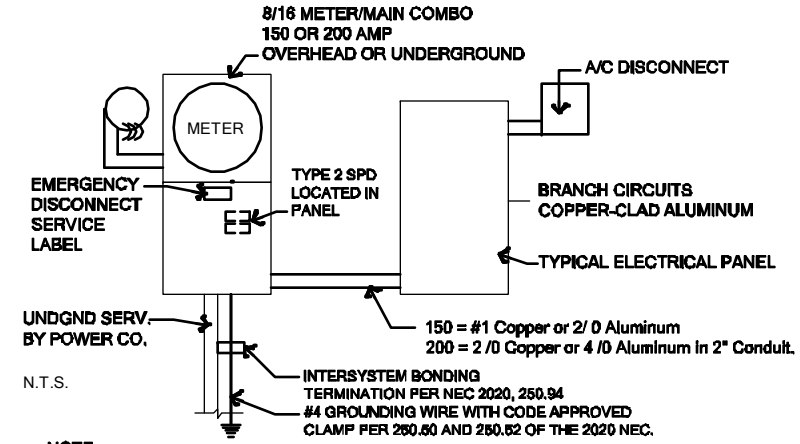 8/16 METER/MAIN COMBO
150 OR 200 AMP
OVERHEAD OR UNDERGROUND
A/C DISCONNECT
METER
EMERGENCY
DISCONNECT
SERVICE
LABEL
TYPE 2 SPD
LOCATED IN
PANEL
BRANCH CIRCUITS
COPPER-CLAD ALUMINUM
TYPICAL ELECTRICAL PANEL
UNDGND SERV.
BY POWER CO.
150 = #1 Copper or 2/ 0 Aluminum
200 = 2 /0 Copper or 4 /0 Aluminum in 2" Conduit.
N.T.S.
INTERSYSTEM BONDING
TERMINATION PER NEC 2020, 250.94
#4 GROUNDING WIRE WITH CODE APPROVED
CLAMP PER 250.50 AND 250.52 OF THE 2020 NEC.